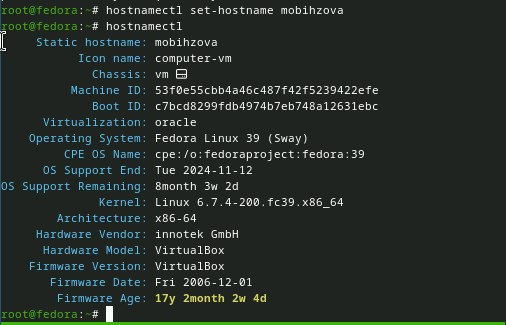 root@fedora:~# hostnamectl set-hostname mobihzova
root@fedora:~# hostnamectl
Static hostname: mobihzova
Icon name: computer-vm
Chassis: vm 🖴
Machine ID: 53f0e55cbb4a46c487f42f5239422efe
Boot ID: c7bcd8299fdb4974b7eb748a12631ebc
Virtualization: oracle
Operating System: Fedora Linux 39 (Sway)
CPE OS Name: cpe:/o:fedoraproject:fedora:39
OS Support End: Tue 2024-11-12
OS Support Remaining: 8month 3w 2d
Kernel: Linux 6.7.4-200.fc39.x86_64
Architecture: x86-64
Hardware Vendor: innotek GmbH
Hardware Model: VirtualBox
Firmware Version: VirtualBox
Firmware Date: Fri 2006-12-01
Firmware Age: 17y 2month 2w 4d
root@fedora:~#